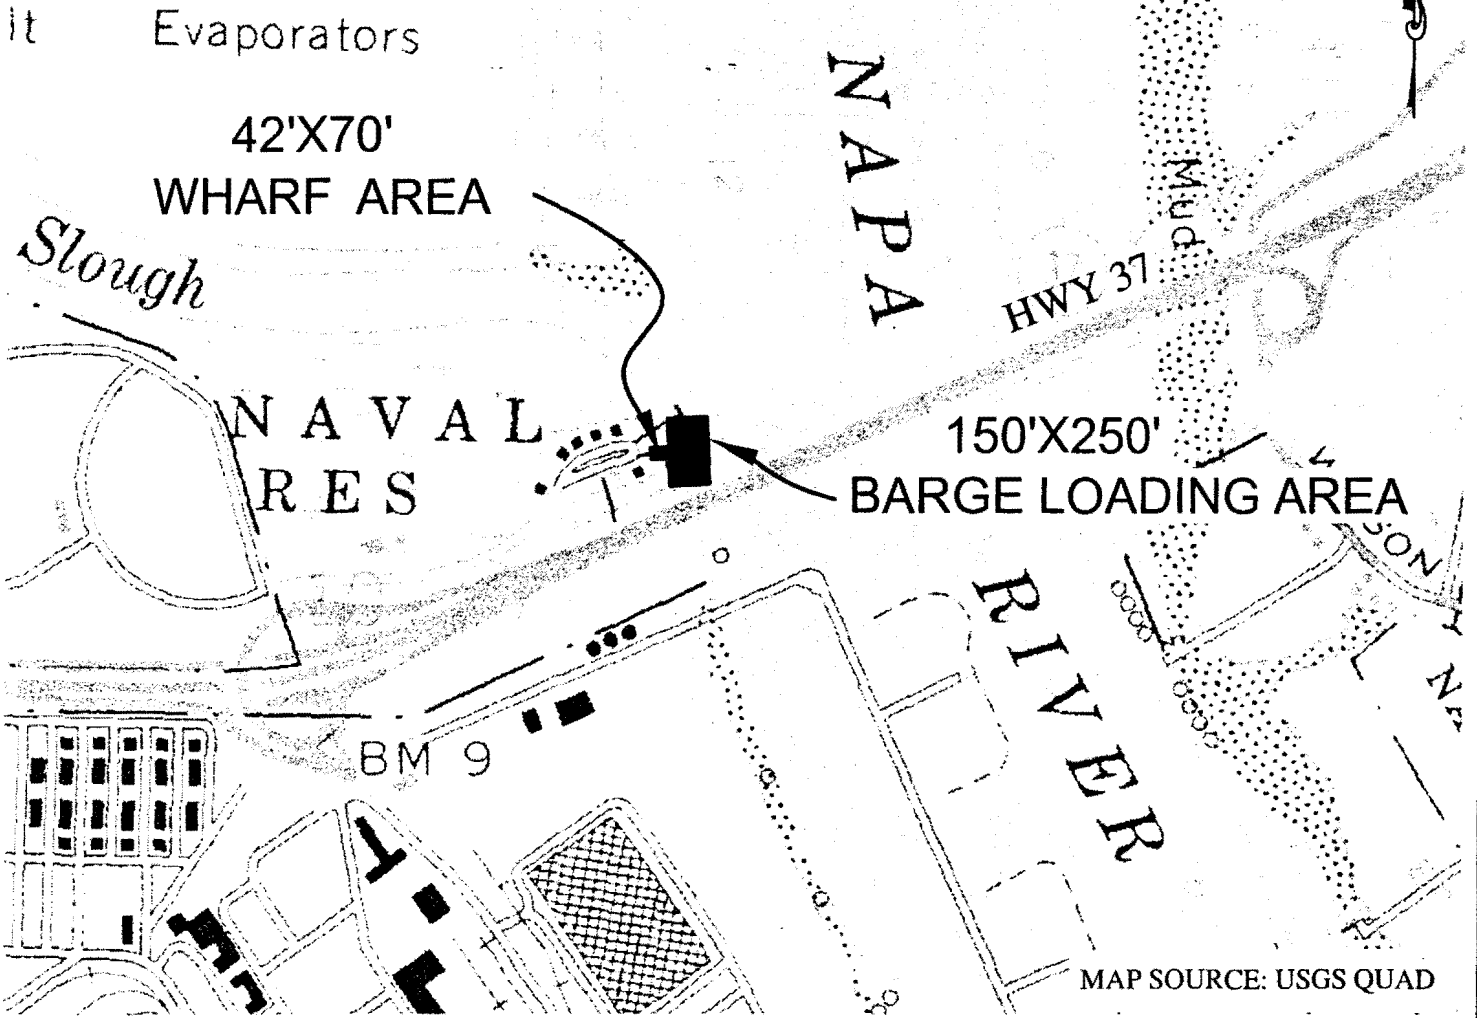 Evaporators
42'X70'
WHARF AREA
Slough
NAPA
Mud
HWY 37
NAVAL
RES
150'X250'
BARGE LOADING AREA
RIVER
BM 9
MAP SOURCE: USGS QUAD